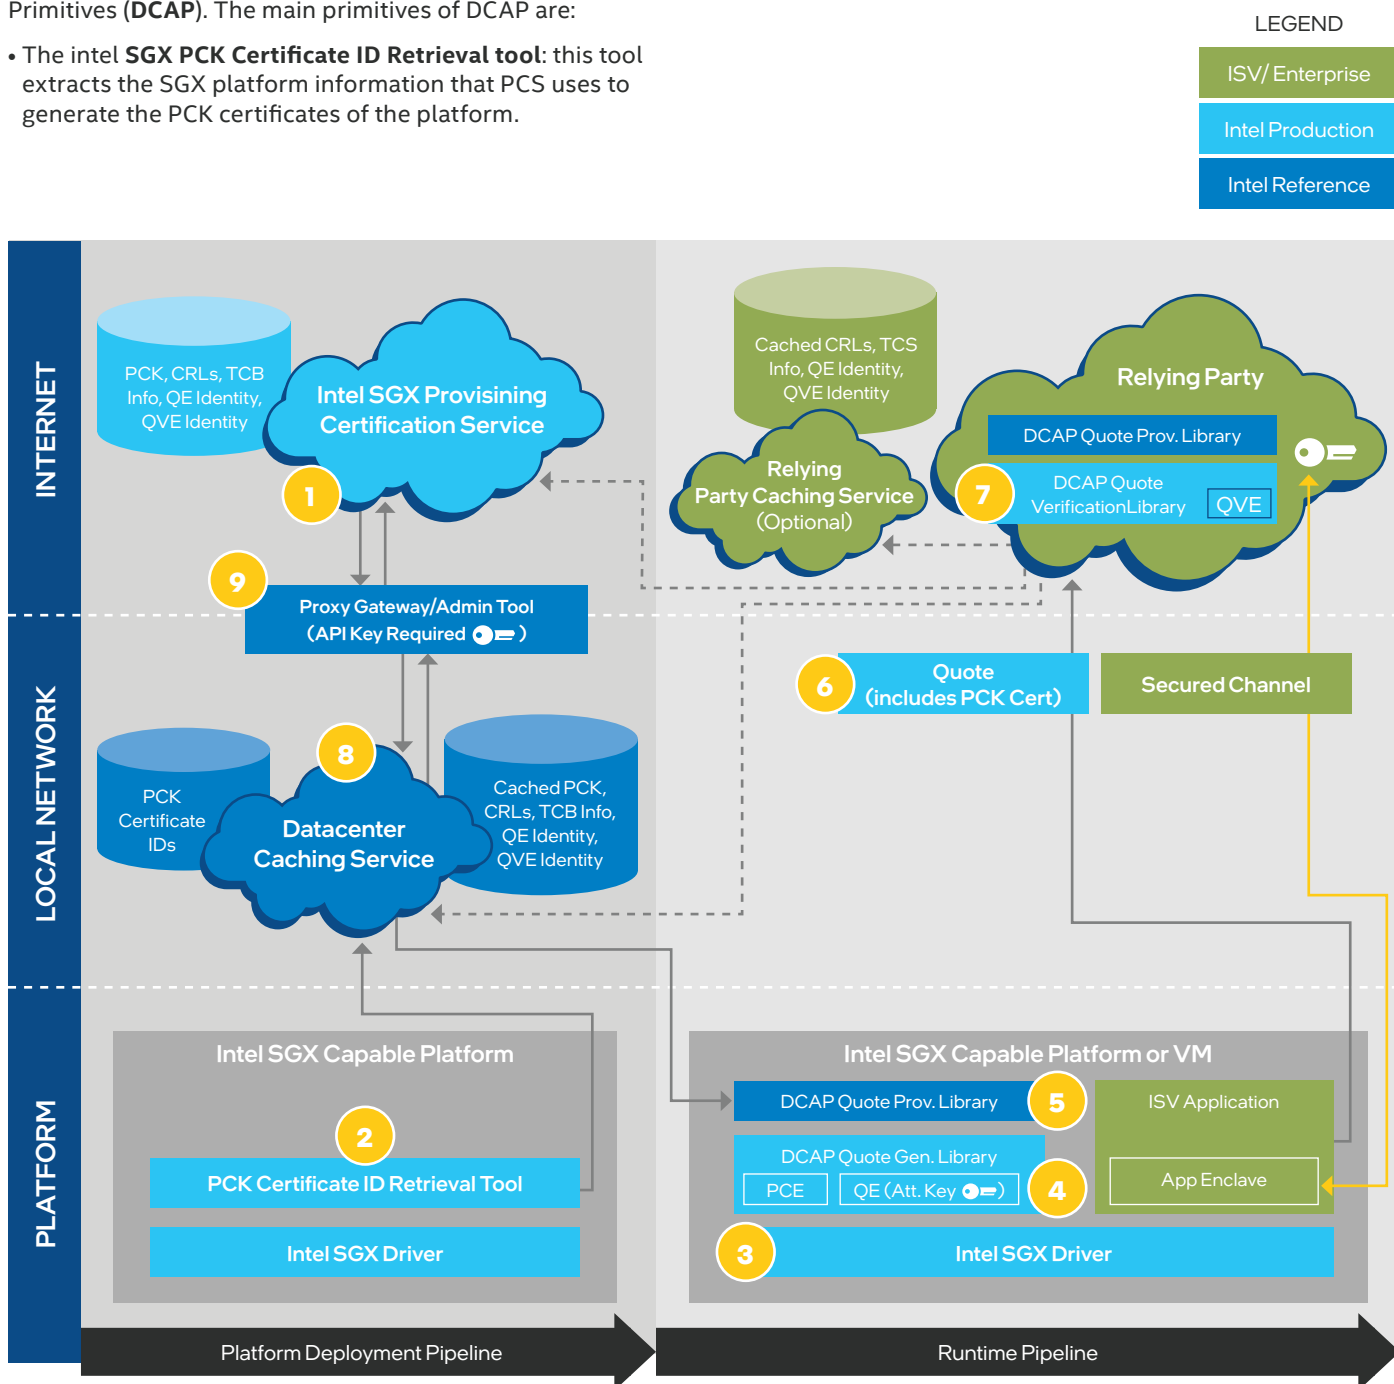 Primitives (DCAP). The main primitives of DCAP are:
• The intel SGX PCK Certificate ID Retrieval tool: this tool
extracts the SGX platform information that PCS uses to
generate the PCK certificates of the platform.
LEGEND
ISV/ Enterprise
Intel Production
Intel Reference
INTERNET
PCK, CRLs, TCB
Info, QE Identity,
QVE Identity
Intel SGX Provisining
Certification Service
1
Cached CRLs, TCS
Info, QE Identity,
QVE Identity
Relying
Party Caching Service
(Optional)
Relying Party
DCAP Quote Prov. Library
7
DCAP Quote
VerificationLibrary
QVE
9
Proxy Gateway/Admin Tool
(API Key Required )
LOCAL NETWORK
6
Quote
(includes PCK Cert)
Secured Channel
8
PCK
Certificate
IDs
Datacenter
Caching Service
Cached PCK,
CRLs, TCB Info,
QE Identity,
QVE Identity
PLATFORM
Intel SGX Capable Platform
2
PCK Certificate ID Retrieval Tool
Intel SGX Driver
Intel SGX Capable Platform or VM
DCAP Quote Prov. Library
5
DCAP Quote Gen. Library
PCE
QE (Att. Key )
4
ISV Application
App Enclave
3
Intel SGX Driver
Platform Deployment Pipeline
Runtime Pipeline